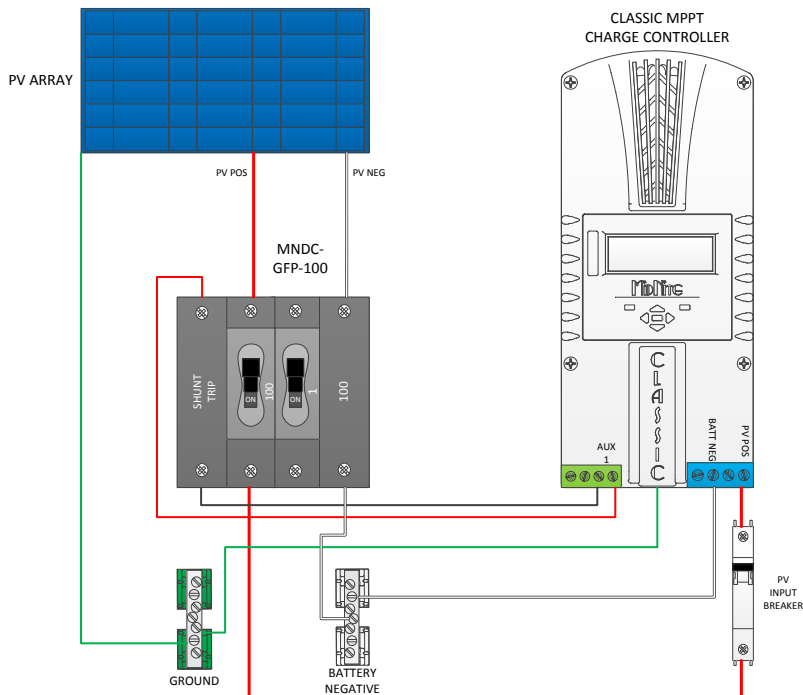 CLASSIC MPPT
CHARGE CONTROLLER
PV ARRAY
PV POS
PV NEG
MNDC-
GFP-100
MidNite
SHUNT
TRIP
100
ON
1
ON
100
CLASSIC
AUX
1
BATT NEG
PV POS
PV
INPUT
BREAKER
GROUND
BATTERY
NEGATIVE